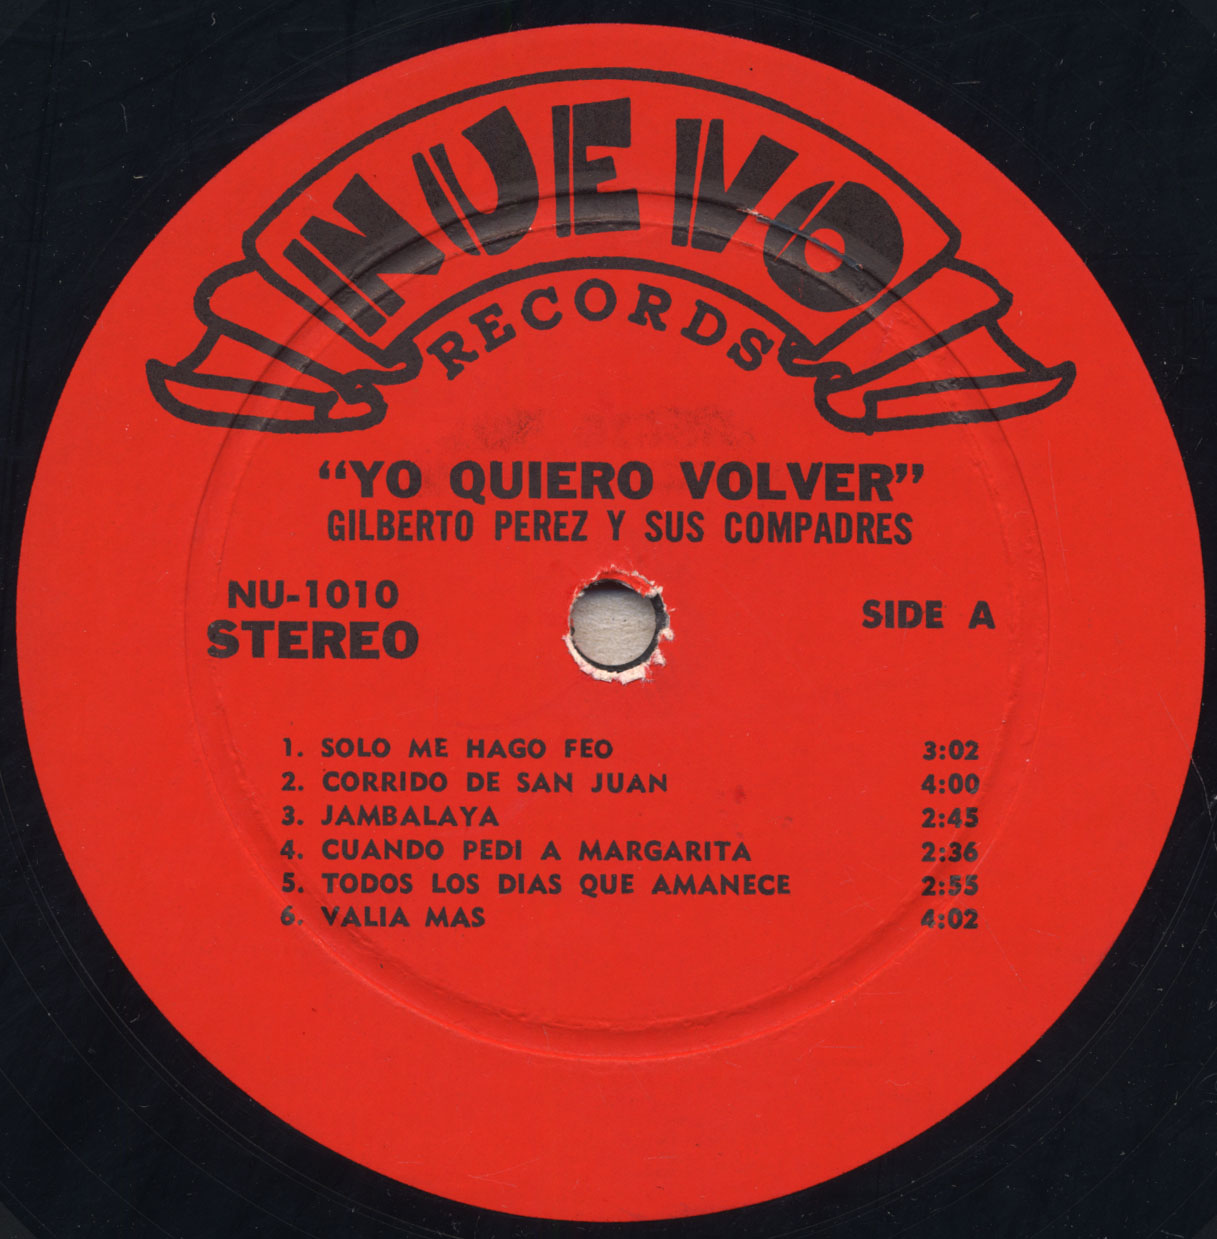 NUEVO
RECORDS
“YO QUIERO VOLVER”
GILBERTO PEREZ Y SUS COMPADRES
NU-1010
STEREO
SIDE A
1. SOLO ME HAGO FEO 3:02
2. CORRIDO DE SAN JUAN 4:00
3. JAMBALAYA 2:45
4. CUANDO PEDI A MARGARITA 2:36
5. TODOS LOS DIAS QUE AMANECE 2:55
6. VALIA MAS 4:02